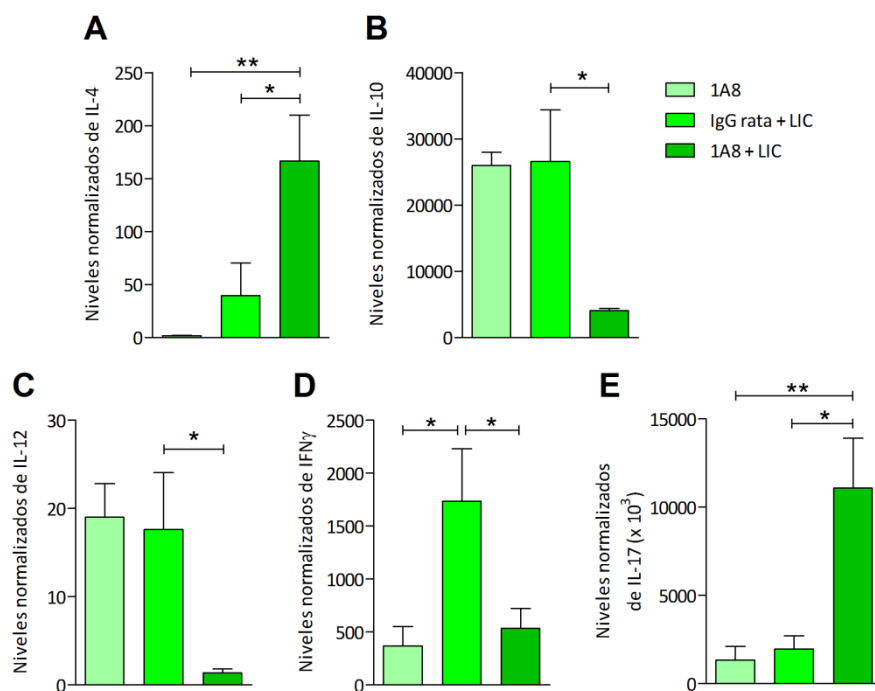 A
Niveles normalizados de IL-4
250
200
150
100
50
0
**
*
B
Niveles normalizados de IL-10
40000
30000
20000
10000
0
*
1A8
IgG rata + LIC
1A8 + LIC
C
Niveles normalizados de IL-12
30
20
10
0
*
D
Niveles normalizados de IFNγ
2500
2000
1500
1000
500
0
*
*
E
Niveles normalizados
de IL-17 (x 10³)
15000
10000
5000
0
**
*